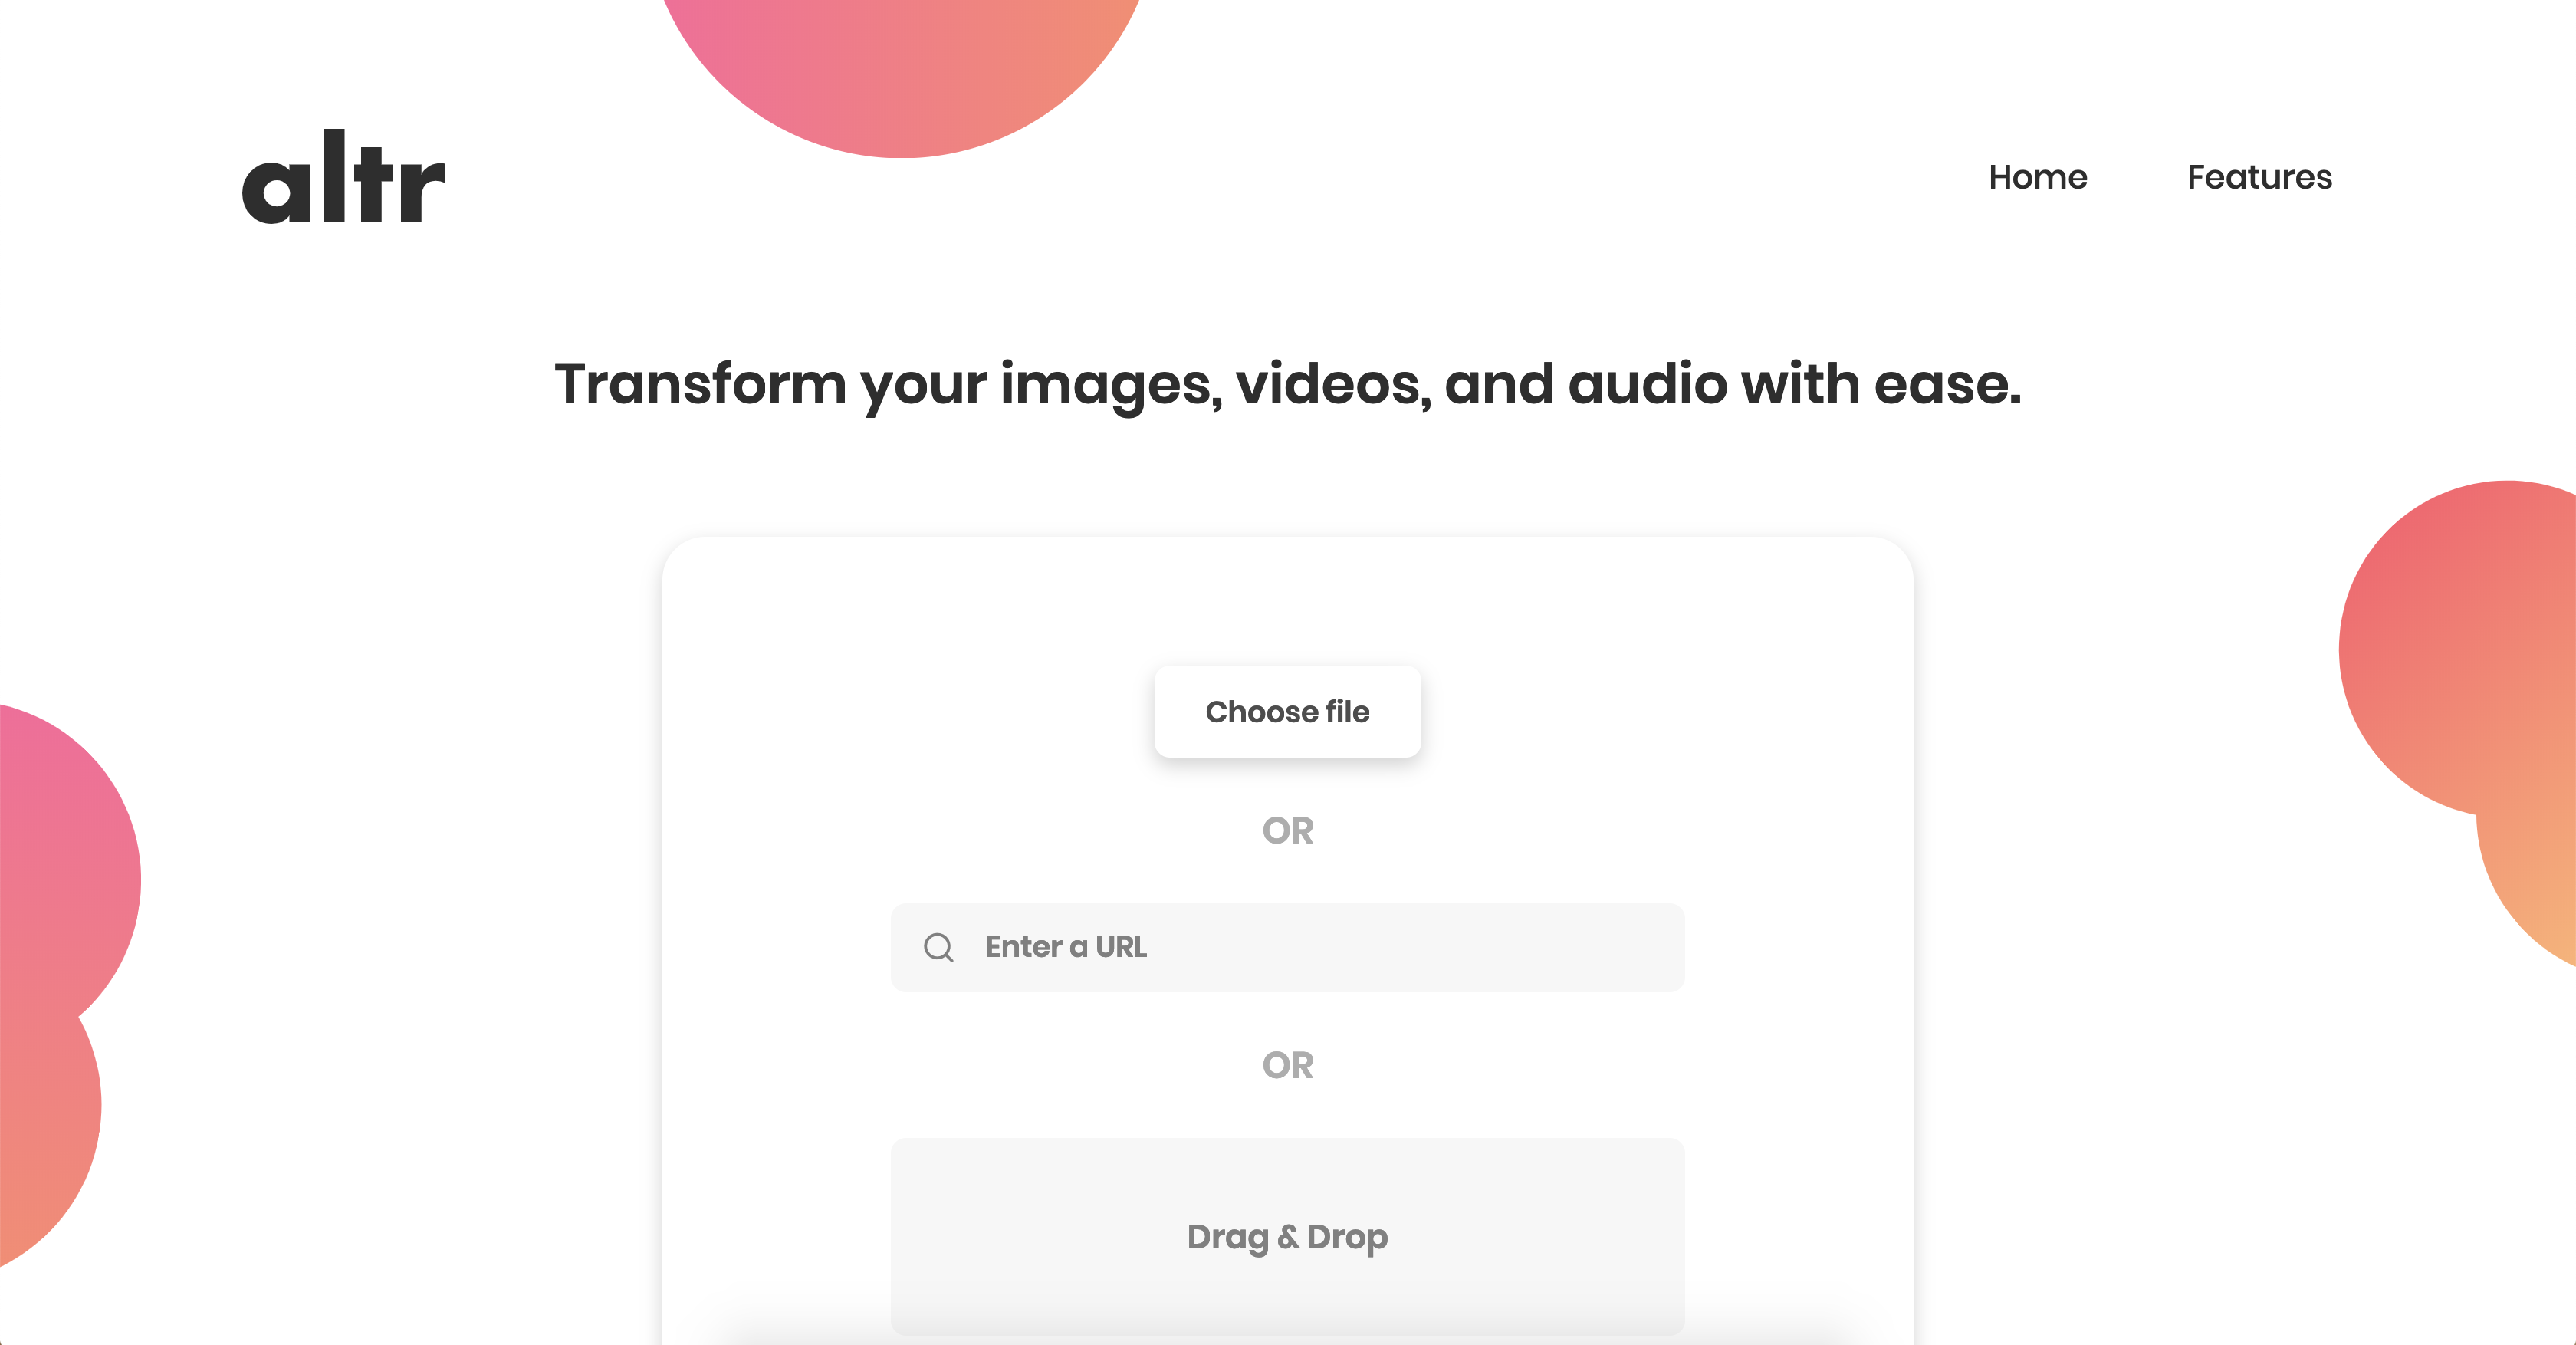 altr
Home
Features
Transform your images, videos, and audio with ease.
Choose file
OR
Enter a URL
OR
Drag & Drop